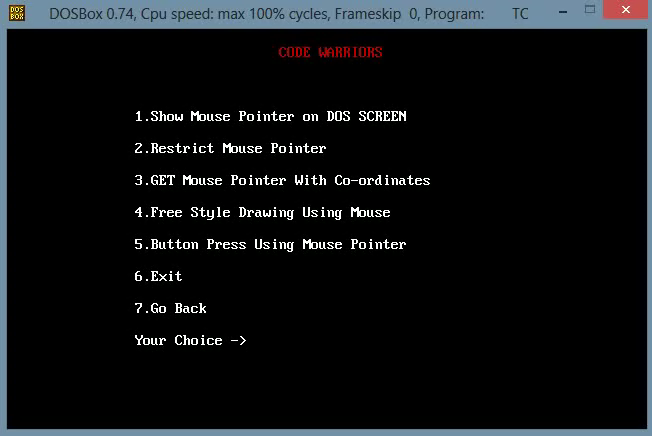 DOS BOX
DOSBox 0.74, Cpu speed: max 100% cycles, Frameskip 0, Program: TC
CODE WARRIORS
1.Show Mouse Pointer on DOS SCREEN
2.Restrict Mouse Pointer
3.GET Mouse Pointer With Co-ordinates
4.Free Style Drawing Using Mouse
5.Button Press Using Mouse Pointer
6.Exit
7.Go Back
Your Choice ->